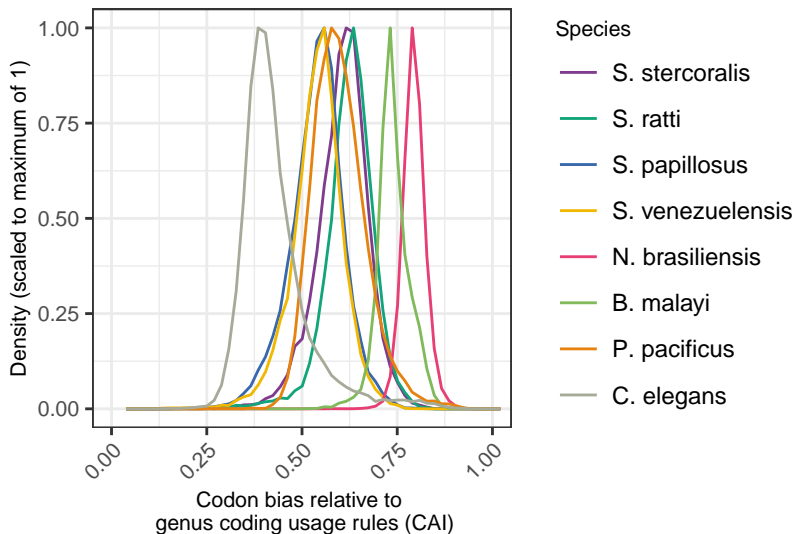 Density (scaled to maximum of 1)
1.00
0.75
0.50
0.25
0.00
0.00
0.25
0.50
0.75
1.00
Codon bias relative to
genus coding usage rules (CAI)
Species
S. stercoralis
S. ratti
S. papillosus
S. venezuelensis
N. brasiliensis
B. malayi
P. pacificus
C. elegans